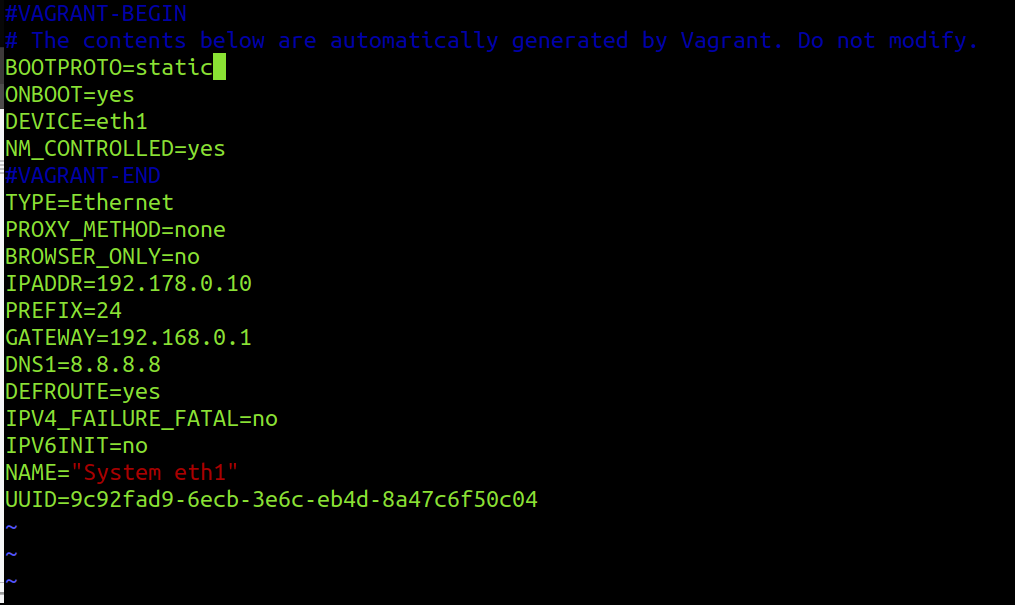 #VAGRANT-BEGIN
# The contents below are automatically generated by Vagrant. Do not modify.
BOOTPROTO=static
ONBOOT=yes
DEVICE=eth1
NM_CONTROLLED=yes
#VAGRANT-END
TYPE=Ethernet
PROXY_METHOD=none
BROWSER_ONLY=no
IPADDR=192.178.0.10
PREFIX=24
GATEWAY=192.168.0.1
DNS1=8.8.8.8
DEFROUTE=yes
IPV4_FAILURE_FATAL=no
IPV6INIT=no
NAME="System eth1"
UUID=9c92fad9-6ecb-3e6c-eb4d-8a47c6f50c04
~
~
~